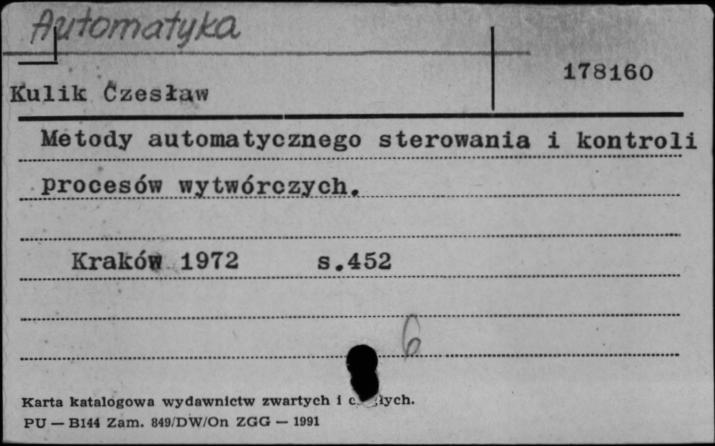 Automatyka
178160
Kulik Czesław
Metody automatycznego sterowania i kontroli
procesów wytwórczych.
Kraków 1972 s.452
6
Karta katalogowa wydawnictw zwartych i
PU — B144 Zam. 849/DW/On ZGG — 1991